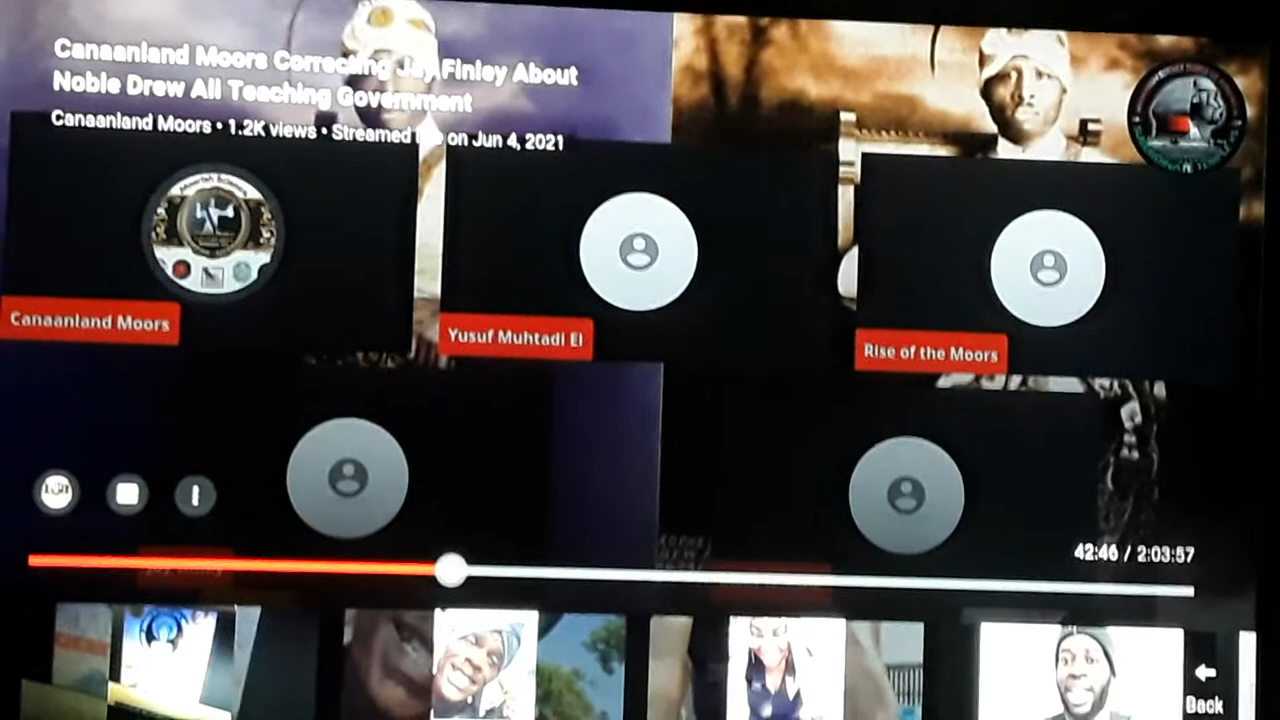 Canaanland Moors Correcting Jay Finley About
Noble Drew Ali Teaching Government
Canaanland Moors • 1.2K views • Streamed live on Jun 4, 2021
Canaanland Moors
Yusuf Muhtadi El
Rise of the Moors
42:46 / 2:03:57
Back